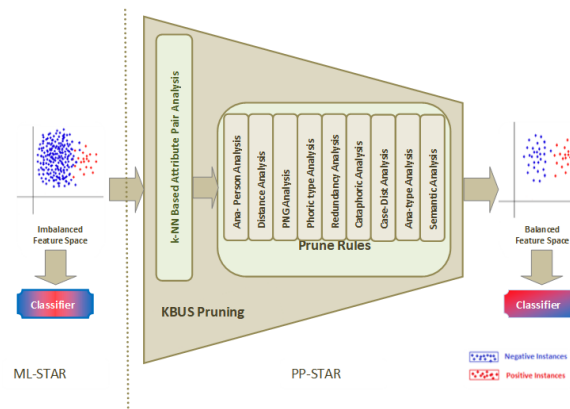 Imbalanced
Feature Space
Classifier
ML-STAR
k-NN Based Attribute Pair Analysis
Ana- Person Analysis
Distance Analysis
PNG Analysis
Phoric type Analysis
Redundancy Analysis
Cataphoric Analysis
Case-Dist Analysis
Ana-type Analysis
Semantic Analysis
Prune Rules
KBUS Pruning
PP-STAR
Balanced
Feature Space
Classifier
Negative Instances
Positive Instances